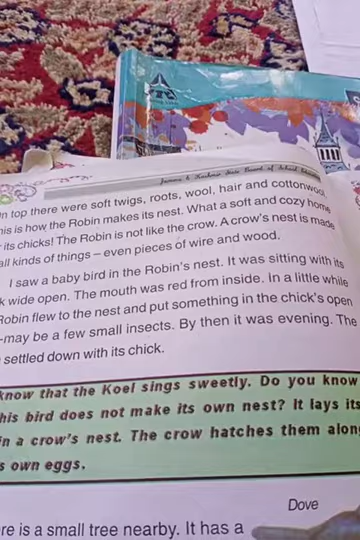 Jammu & Kashmir State Board of School Education
n top there were soft twigs, roots, wool, hair and cottonwool
his is how the Robin makes its nest. What a soft and cozy home
its chicks! The Robin is not like the crow. A crow's nest is made
all kinds of things – even pieces of wire and wood.
I saw a baby bird in the Robin's nest. It was sitting with its
k wide open. The mouth was red from inside. In a little while
Robin flew to the nest and put something in the chick's open
-may be a few small insects. By then it was evening. The
settled down with its chick.
know that the Koel sings sweetly. Do you know
his bird does not make its own nest? It lays its
in a crow's nest. The crow hatches them along
s own eggs.
Dove
re is a small tree nearby. It has a